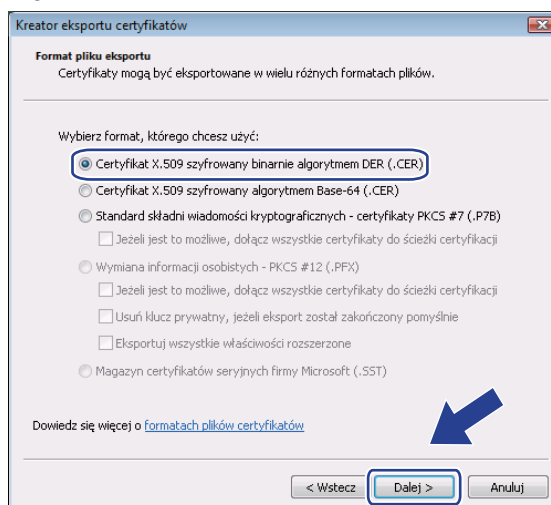 Kreator eksportu certyfikatów
Format pliku eksportu
Certyfikaty mogą być eksportowane w wielu różnych formatach plików.
Wybierz format, którego chcesz użyć:
Certyfikat X.509 szyfrowany binarnie algorytmem DER (.CER)
Certyfikat X.509 szyfrowany algorytmem Base-64 (.CER)
Standard składni wiadomości kryptograficznych - certyfikaty PKCS #7 (.P7B)
Jeżeli jest to możliwe, dołącz wszystkie certyfikaty do ścieżki certyfikacji
Wymiana informacji osobistych - PKCS #12 (.PFX)
Jeżeli jest to możliwe, dołącz wszystkie certyfikaty do ścieżki certyfikacji
Usuń klucz prywatny, jeżeli eksport został zakończony pomyślnie
Eksportuj wszystkie właściwości rozszerzone
Magazyn certyfikatów seryjnych firmy Microsoft (.SST)
Dowiedz się więcej o formatach plików certyfikatów
< Wstecz Dalej > Anuluj